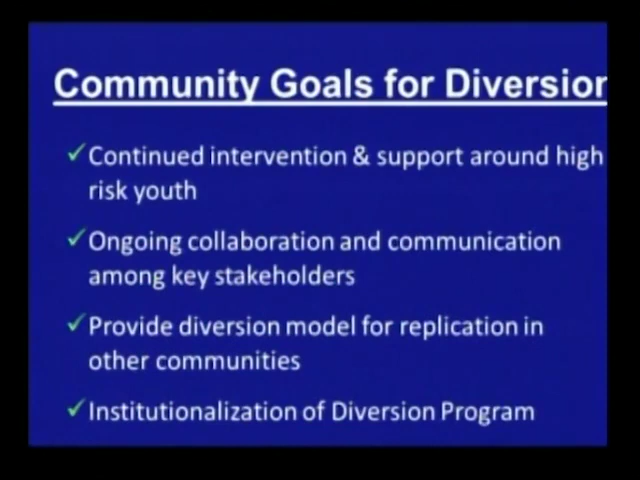 Community Goals for Diversion
Continued intervention & support around high
risk youth
Ongoing collaboration and communication
among key stakeholders
Provide diversion model for replication in
other communities
Institutionalization of Diversion Program